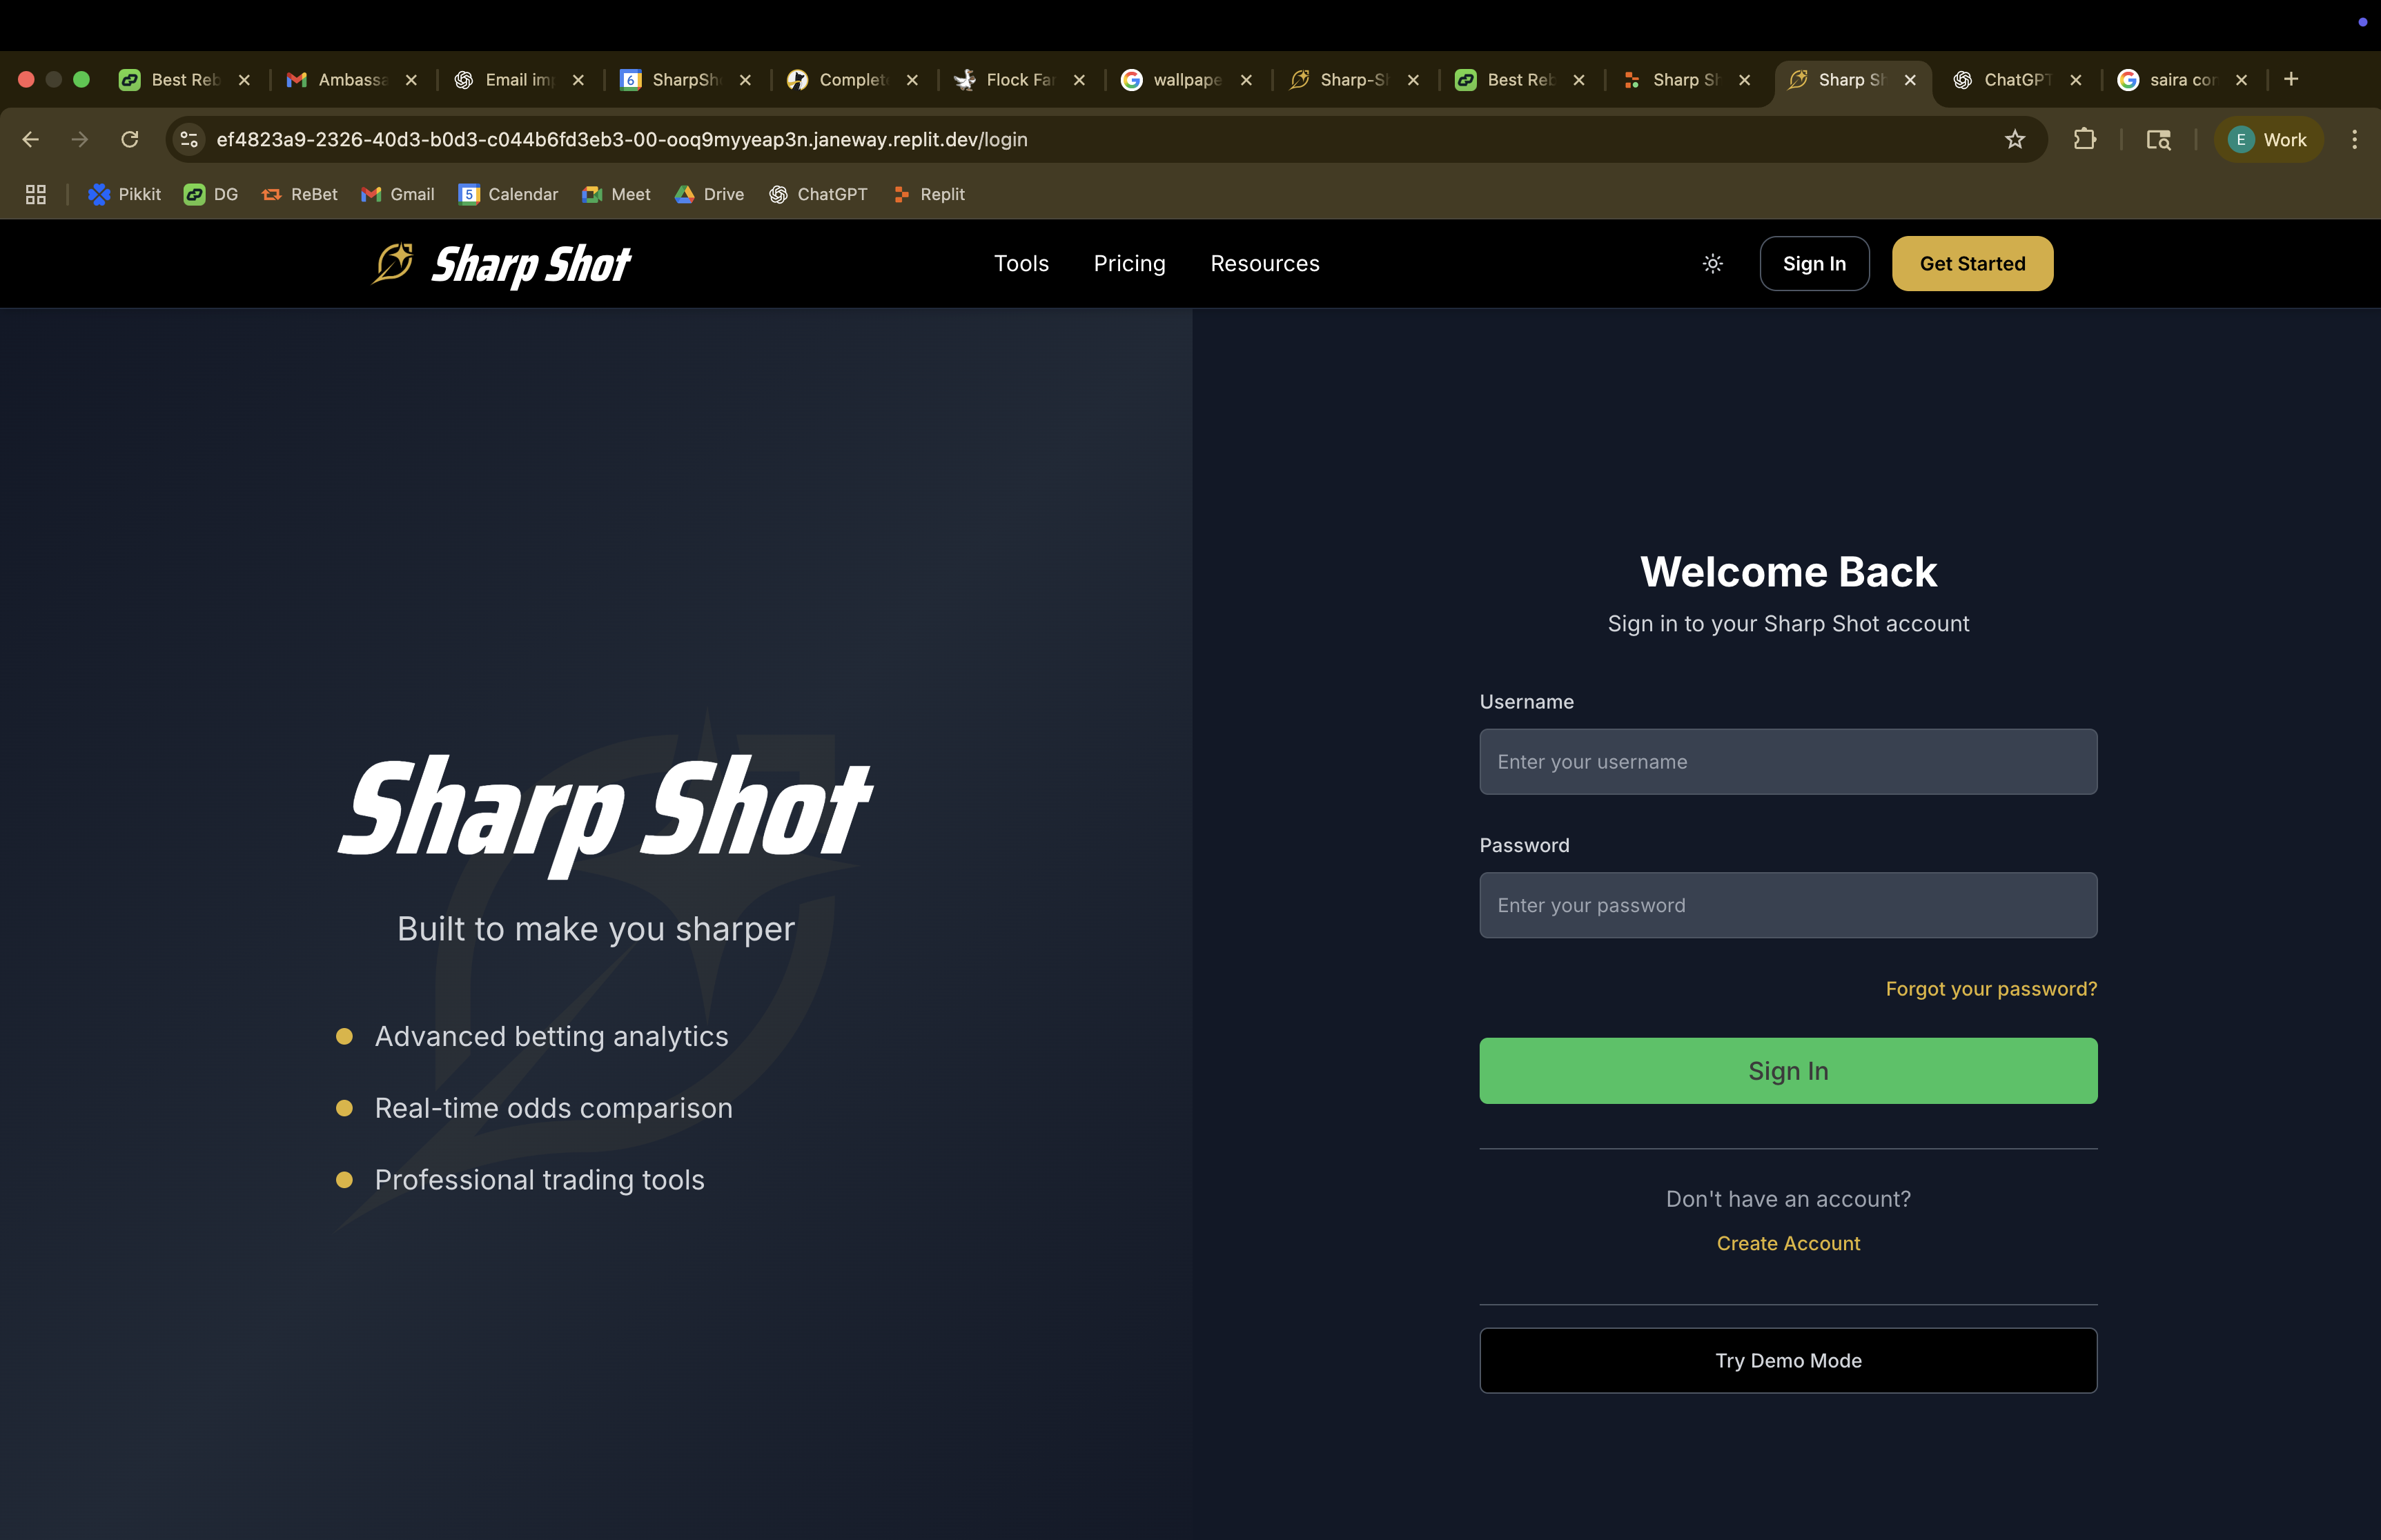 Best Reb
Ambassa
Email im
SharpSh
Complet
Flock Fa
wallpape
Sharp-S
Best Reb
Sharp S
Sharp S
ChatGPT
saira co
ef4823a9-2326-40d3-b0d3-c044b6fd3eb3-00-ooq9myyeap3n.janeway.replit.dev/login
E Work
Pikkit
DG
ReBet
Gmail
5 Calendar
Meet
Drive
ChatGPT
Replit
Sharp Shot
Tools
Pricing
Resources
Sign In
Get Started
Sharp Shot
Built to make you sharper
Advanced betting analytics
Real-time odds comparison
Professional trading tools
Welcome Back
Sign in to your Sharp Shot account
Username
Enter your username
Password
Enter your password
Forgot your password?
Sign In
Don't have an account?
Create Account
Try Demo Mode